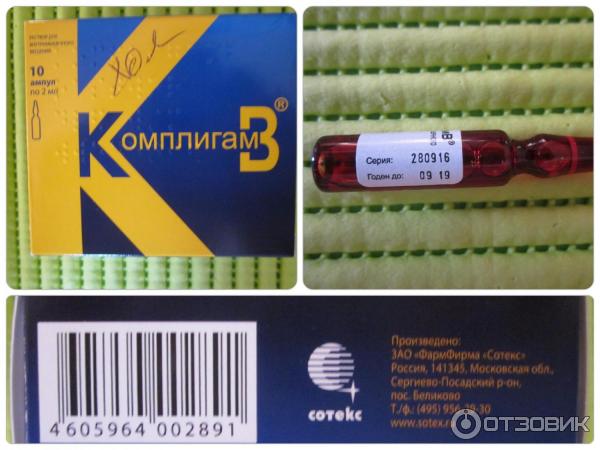 раствор для
внутримышечного
введения
10
ампул
по 2 мл
Комплигам В®
Серия: 280916
Годен до: 09 19
4 605964 002891
сотекс
Произведено:
ЗАО «ФармФирма «Сотекс»
Россия, 141345, Московская обл.,
Сергиево-Посадский р-он,
пос. Беликово
Т./ф.: (495) 956-29-30
www.sotex
ОТЗОВИК